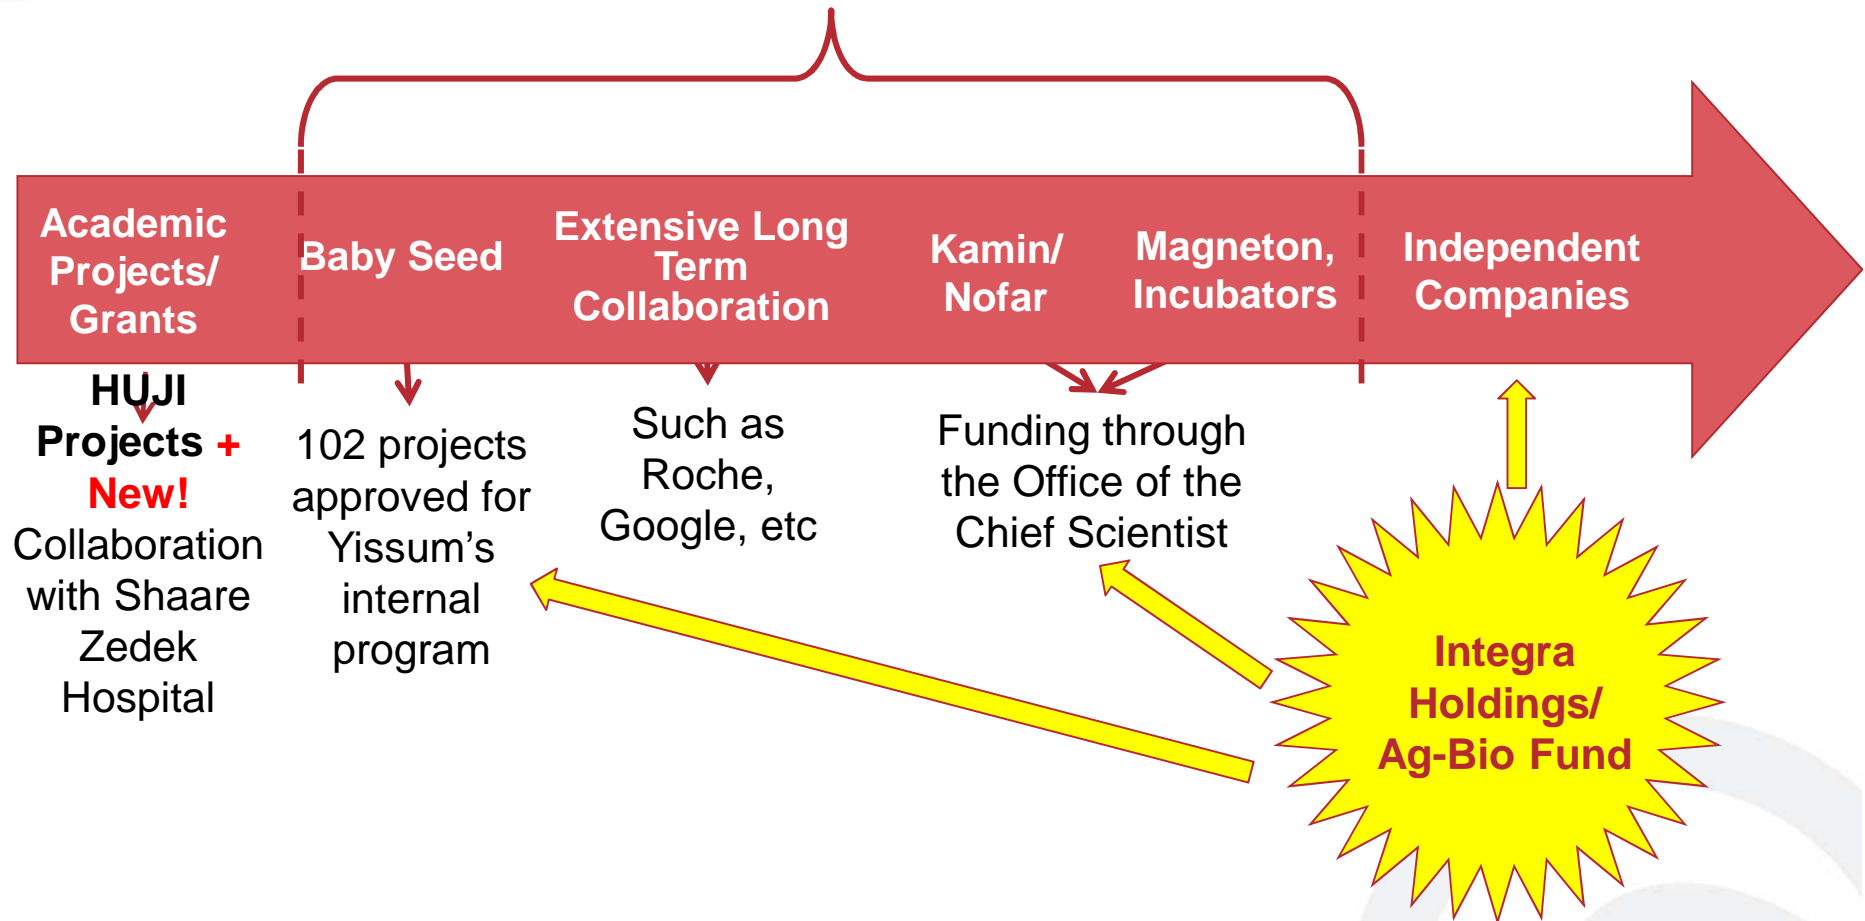 Academic
Projects/
Grants
Baby Seed
Extensive Long
Term
Collaboration
Kamin/
Nofar
Magneton,
Incubators
Independent
Companies
HUJI
Projects +
New!
Collaboration
with Shaare
Zedek
Hospital
102 projects
approved for
Yissum’s
internal
program
Such as
Roche,
Google, etc
Funding through
the Office of the
Chief Scientist
Integra
Holdings/
Ag-Bio Fund